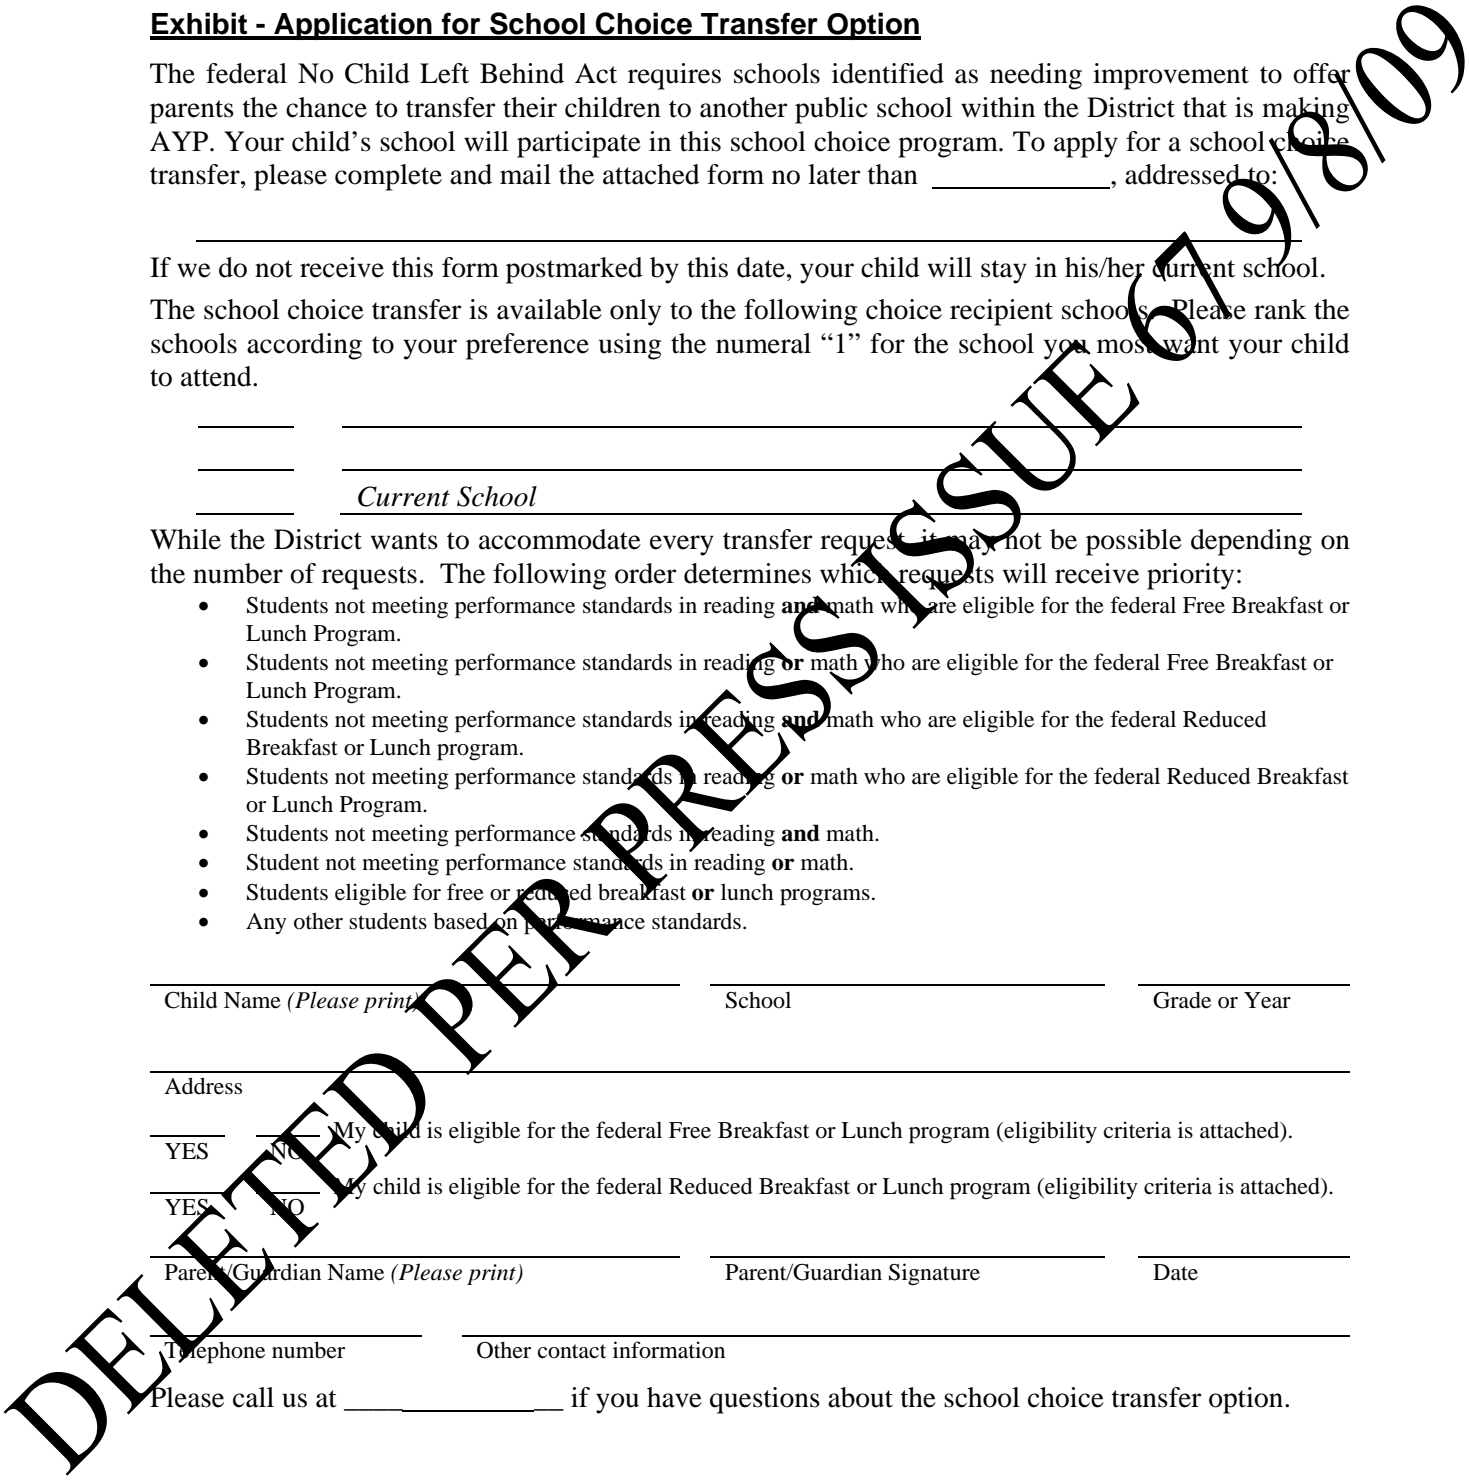 Exhibit - Application for School Choice Transfer Option
The federal No Child Left Behind Act requires schools identified as needing improvement to offer
parents the chance to transfer their children to another public school within the District that is making
AYP. Your child’s school will participate in this school choice program. To apply for a school choice
transfer, please complete and mail the attached form no later than ____________, addressed to:
If we do not receive this form postmarked by this date, your child will stay in his/her current school.
The school choice transfer is available only to the following choice recipient schools. Please rank the
schools according to your preference using the numeral “1” for the school you most want your child
to attend.
Current School
While the District wants to accommodate every transfer request, it may not be possible depending on
the number of requests. The following order determines which requests will receive priority:
• Students not meeting performance standards in reading and math who are eligible for the federal Free Breakfast or
Lunch Program.
• Students not meeting performance standards in reading or math who are eligible for the federal Free Breakfast or
Lunch Program.
• Students not meeting performance standards in reading and math who are eligible for the federal Reduced
Breakfast or Lunch program.
• Students not meeting performance standards in reading or math who are eligible for the federal Reduced Breakfast
or Lunch Program.
• Students not meeting performance standards in reading and math.
• Student not meeting performance standards in reading or math.
• Students eligible for free or reduced breakfast or lunch programs.
• Any other students based on performance standards.
Child Name (Please print) School Grade or Year
Address
My child is eligible for the federal Free Breakfast or Lunch program (eligibility criteria is attached).
YES NO
My child is eligible for the federal Reduced Breakfast or Lunch program (eligibility criteria is attached).
YES NO
Parent/Guardian Name (Please print) Parent/Guardian Signature Date
Telephone number Other contact information
Please call us at _______________ if you have questions about the school choice transfer option.
DELETED PER PRESS ISSUE 67 9/8/09